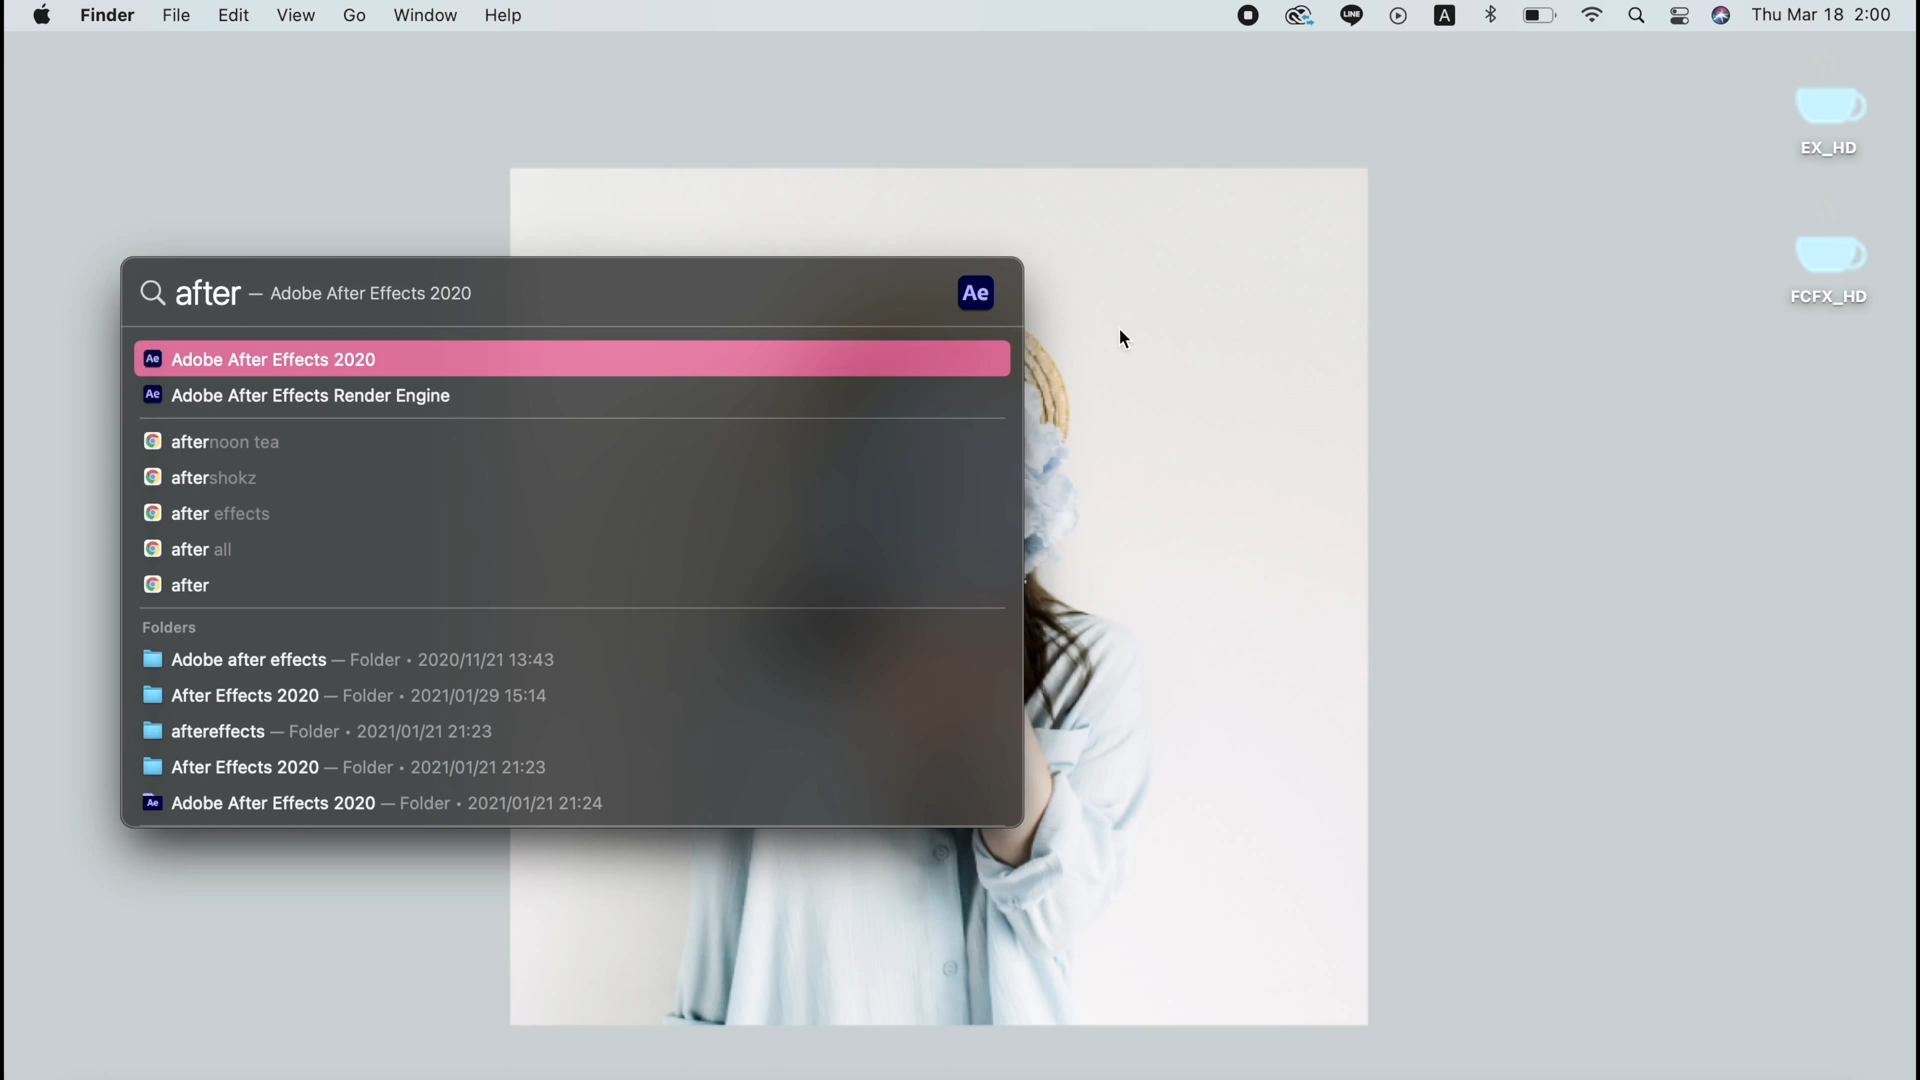 Finder File Edit View Go Window Help LINE A Thu Mar 18 2:00
EX_HD
FCFX_HD
after — Adobe After Effects 2020 Ae
Ae Adobe After Effects 2020
Ae Adobe After Effects Render Engine
afternoon tea
aftershokz
after effects
after all
after
Folders
Adobe after effects — Folder • 2020/11/21 13:43
After Effects 2020 — Folder • 2021/01/29 15:14
aftereffects — Folder • 2021/01/21 21:23
After Effects 2020 — Folder • 2021/01/21 21:23
Ae Adobe After Effects 2020 — Folder • 2021/01/21 21:24